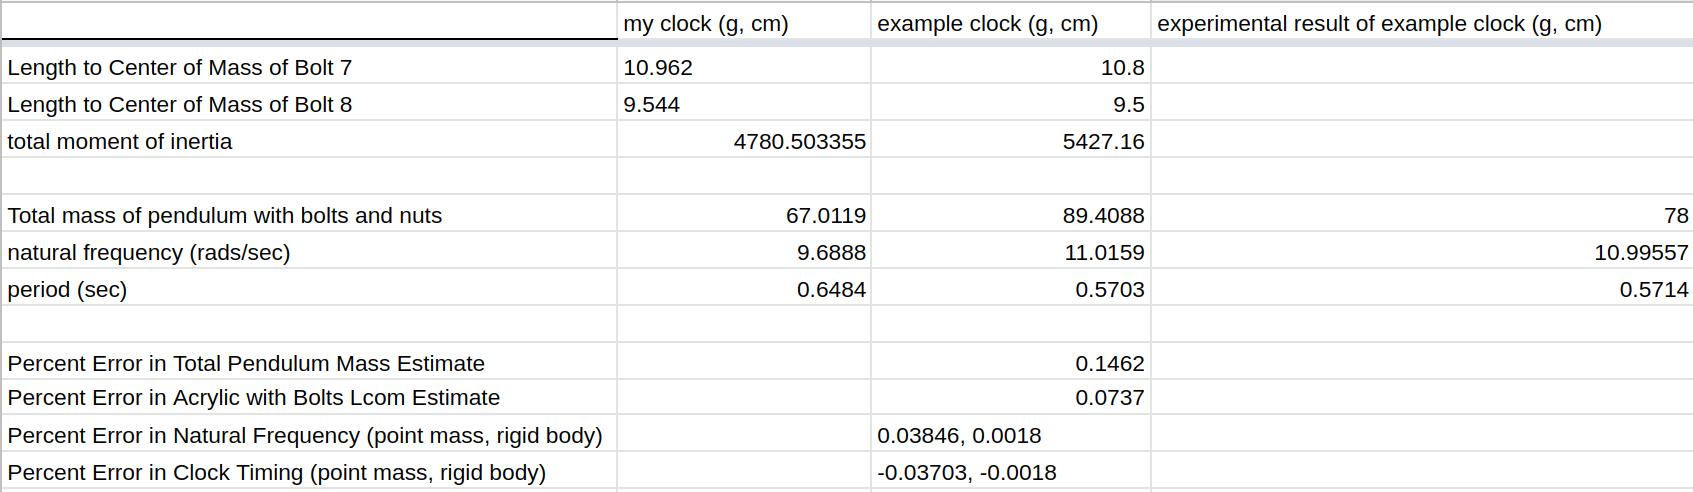 my clock (g, cm) example clock (g, cm) experimental result of example clock (g, cm)
Length to Center of Mass of Bolt 7 10.962 10.8
Length to Center of Mass of Bolt 8 9.544 9.5
total moment of inertia 4780.503355 5427.16
Total mass of pendulum with bolts and nuts 67.0119 89.4088 78
natural frequency (rads/sec) 9.6888 11.0159 10.99557
period (sec) 0.6484 0.5703 0.5714
Percent Error in Total Pendulum Mass Estimate 0.1462
Percent Error in Acrylic with Bolts Lcom Estimate 0.0737
Percent Error in Natural Frequency (point mass, rigid body) 0.03846, 0.0018
Percent Error in Clock Timing (point mass, rigid body) -0.03703, -0.0018